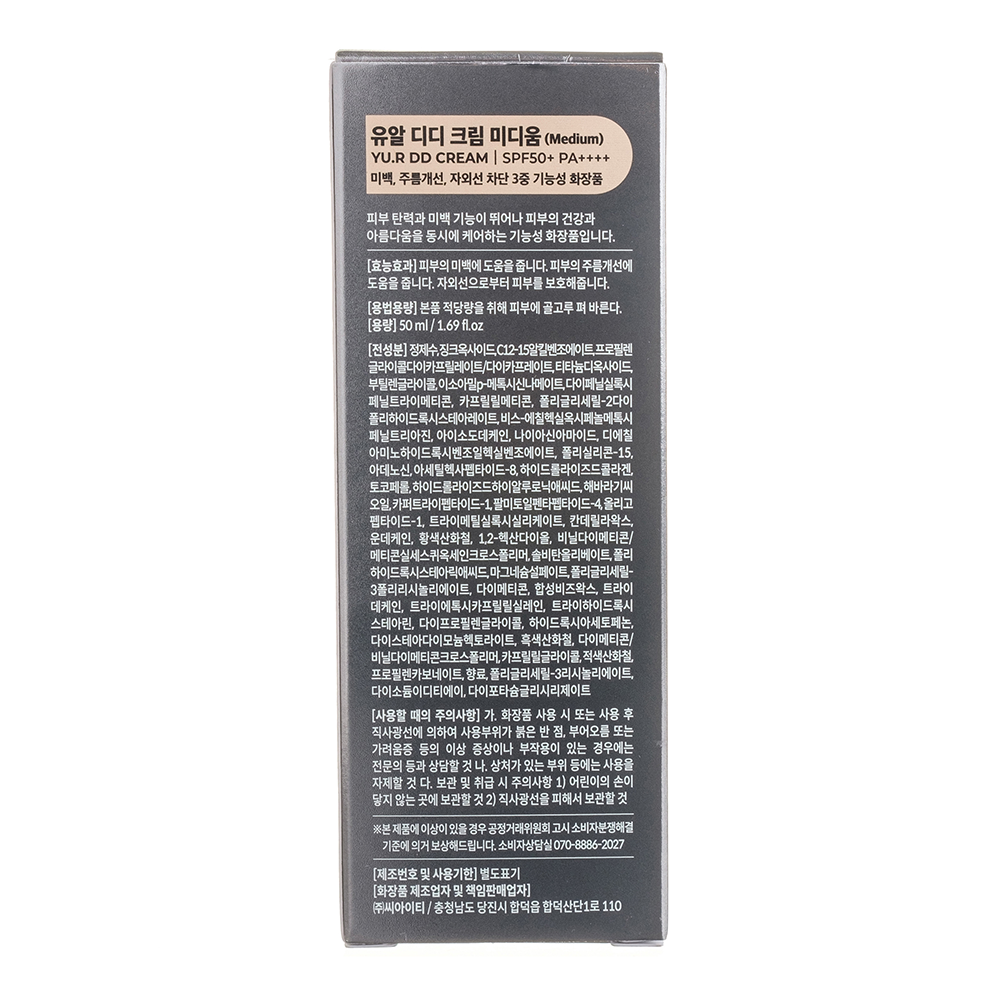 유알 디디 크림 미디움 (Medium)
YU.R DD CREAM | SPF50+ PA++++
미백, 주름개선, 자외선 차단 3중 기능성 화장품
피부 탄력과 미백 기능이 뛰어나 피부의 건강과
아름다움을 동시에 케어하는 기능성 화장품입니다.
[효능효과] 피부의 미백에 도움을 줍니다. 피부의 주름개선에
도움을 줍니다. 자외선으로부터 피부를 보호해줍니다.
[용법용량] 본품 적당량을 취해 피부에 골고루 펴 바른다.
[용량] 50 ml / 1.69 fl.oz
[전성분] 정제수, 징크옥사이드, C12-15알킬벤조에이트, 프로필렌
글라이콜다이카프릴레이트/다이카프레이트, 티타늄디옥사이드,
부틸렌글라이콜, 이소아밀p-메톡시신나메이트, 다이페닐실록시
페닐트라이메티콘, 카프릴릴메티콘, 폴리글리세릴-2다이
폴리하이드록시스테아레이트, 비스-에칠헥실옥시페놀메톡시
페닐트리아진, 아이소도데케인, 나이아신아마이드, 디에칠
아미노하이드록시벤조일헥실벤조에이트, 폴리실리콘-15,
아데노신, 아세틸헥사펩타이드-8, 하이드롤라이즈드콜라겐,
토코페롤, 하이드롤라이즈드하이알루로닉애씨드, 해바라기씨
오일, 카퍼트라이펩타이드-1, 팔미토일펜타펩타이드-4, 올리고
펩타이드-1, 트라이메틸실록시실리케이트, 칸데릴라왁스,
운데케인, 황색산화철, 1,2-헥산다이올, 비닐다이메티콘/
메티콘실세스퀴옥세인크로스폴리머, 솔비탄올리베이트, 폴리
하이드록시스테아릭애씨드, 마그네슘설페이트, 폴리글리세릴-
3폴리리시놀리에이트, 다이메티콘, 합성비즈왁스, 트라이
데케인, 트라이에톡시카프릴릴실레인, 트라이하이드록시
스테아린, 다이프로필렌글라이콜, 하이드록시아세토페논,
다이스테아다이모늄헥토라이트, 흑색산화철, 다이메티콘/
비닐다이메티콘크로스폴리머, 카프릴릴글라이콜, 적색산화철,
프로필렌카보네이트, 향료, 폴리글리세릴-3리시놀리에이트,
다이소듐이디티에이, 다이포타슘글리시리제이트
[사용할 때의 주의사항] 가. 화장품 사용 시 또는 사용 후
직사광선에 의하여 사용부위가 붉은 반 점, 부어오름 또는
가려움증 등의 이상 증상이나 부작용이 있는 경우에는
전문의 등과 상담할 것 나. 상처가 있는 부위 등에는 사용을
자제할 것 다. 보관 및 취급 시 주의사항 1) 어린이의 손이
닿지 않는 곳에 보관할 것 2) 직사광선을 피해서 보관할 것
※본 제품에 이상이 있을 경우 공정거래위원회 고시 소비자분쟁해결
기준에 의거 보상해드립니다. 소비자상담실 070-8886-2027
[제조번호 및 사용기한] 별도표기
[화장품 제조업자 및 책임판매업자]
㈜씨아이티 / 충청남도 당진시 합덕읍 합덕산단1로 110